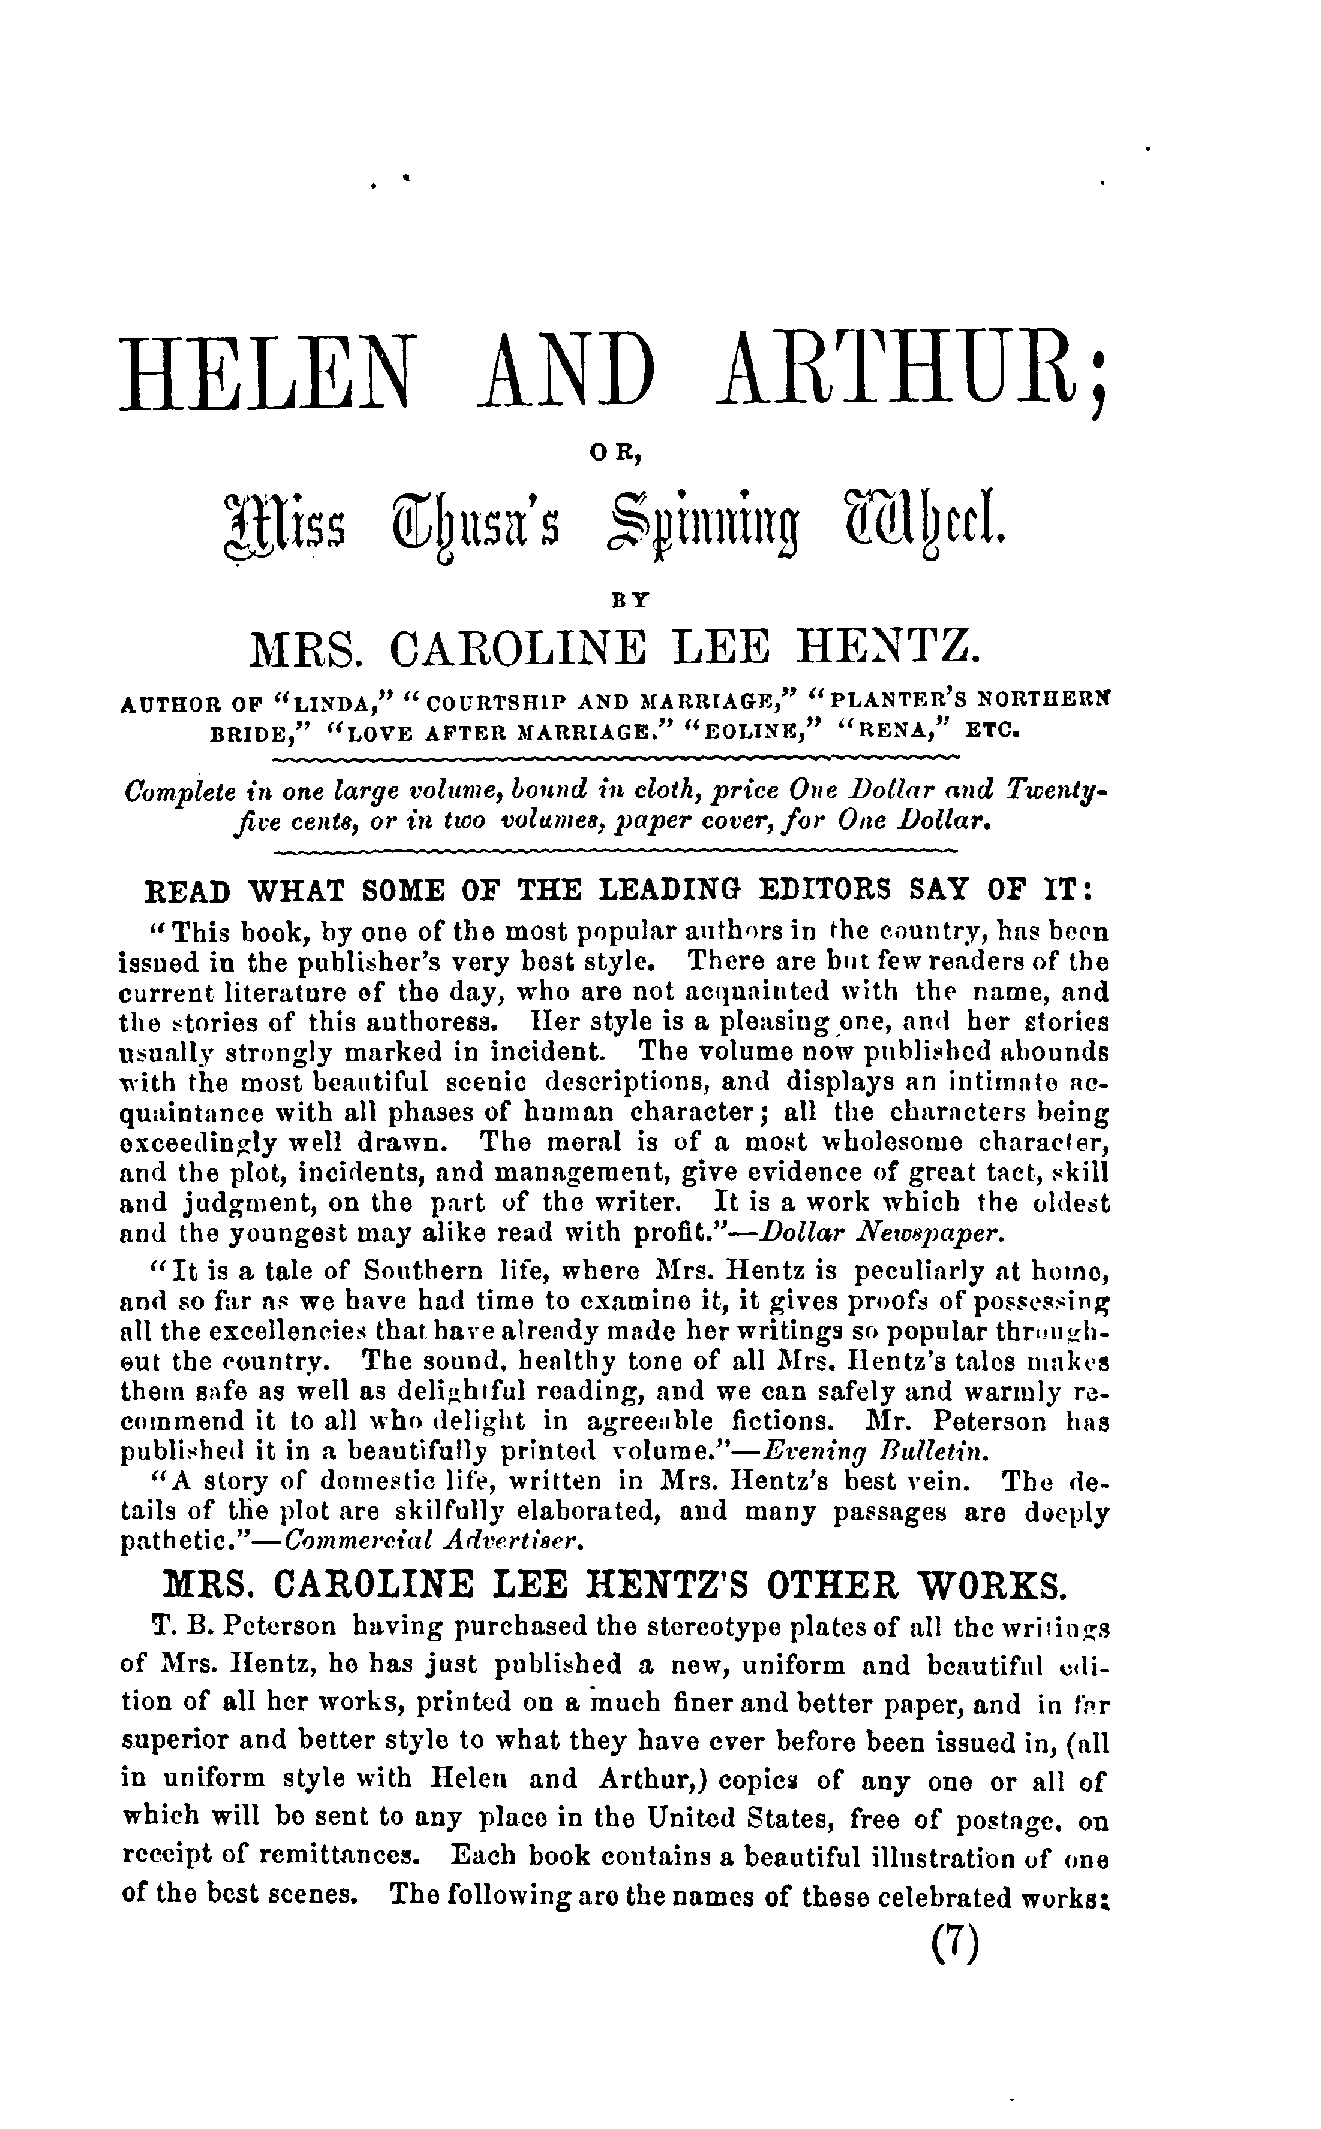 HELEN AND ARTHUR;
OR,
Miss Thusa's Spinning Wheel.
BY
MRS. CAROLINE LEE HENTZ.
AUTHOR OF "LINDA," "COURTSHIP AND MARRIAGE," "PLANTER'S NORTHERN
BRIDE," "LOVE AFTER MARRIAGE." "EOLINE," "RENA," ETC.
Complete in one large volume, bound in cloth, price One Dollar and Twenty-
five cents, or in two volumes, paper cover, for One Dollar.
READ WHAT SOME OF THE LEADING EDITORS SAY OF IT:
"This book, by one of the most popular authors in the country, has been
issued in the publisher's very best style. There are but few readers of the
current literature of the day, who are not acquainted with the name, and
the stories of this authoress. Her style is a pleasing one, and her stories
usually strongly marked in incident. The volume now published abounds
with the most beautiful scenic descriptions, and displays an intimate ac-
quaintance with all phases of human character; all the characters being
exceedingly well drawn. The moral is of a most wholesome character,
and the plot, incidents, and management, give evidence of great tact, skill
and judgment, on the part of the writer. It is a work which the oldest
and the youngest may alike read with profit."—Dollar Newspaper.
"It is a tale of Southern life, where Mrs. Hentz is peculiarly at home,
and so far as we have had time to examine it, it gives proofs of possessing
all the excellencies that have already made her writings so popular through-
out the country. The sound, healthy tone of all Mrs. Hentz's tales makes
them safe as well as delightful reading, and we can safely and warmly re-
commend it to all who delight in agreeable fictions. Mr. Peterson has
published it in a beautifully printed volume."—Evening Bulletin.
"A story of domestic life, written in Mrs. Hentz's best vein. The de-
tails of the plot are skilfully elaborated, and many passages are deeply
pathetic."—Commercial Advertiser.
MRS. CAROLINE LEE HENTZ'S OTHER WORKS.
T. B. Peterson having purchased the stereotype plates of all the writings
of Mrs. Hentz, he has just published a new, uniform and beautiful edi-
tion of all her works, printed on a much finer and better paper, and in far
superior and better style to what they have ever before been issued in, (all
in uniform style with Helen and Arthur,) copies of any one or all of
which will be sent to any place in the United States, free of postage, on
receipt of remittances. Each book contains a beautiful illustration of one
of the best scenes. The following are the names of these celebrated works:
(7)